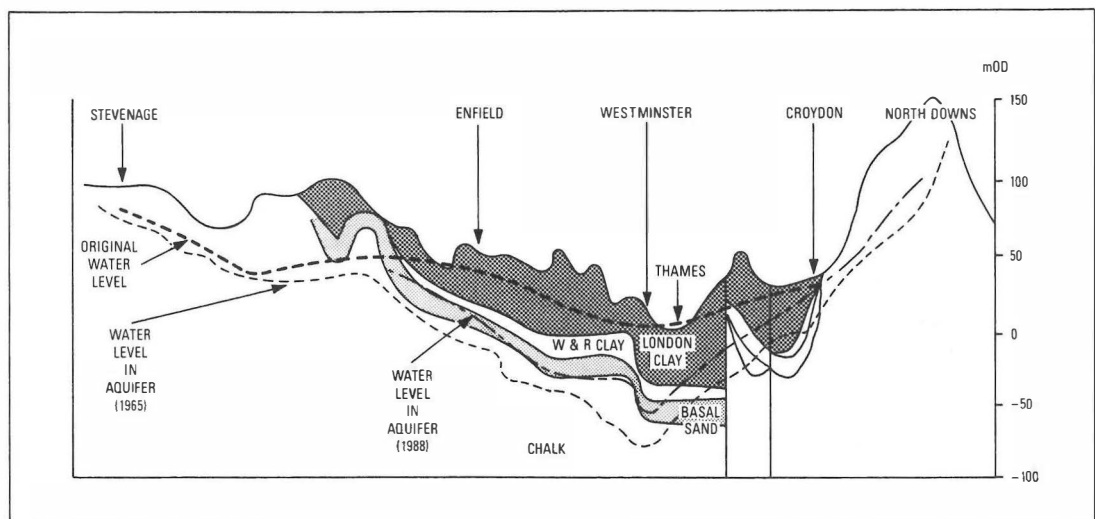 mOD
STEVENAGE
ENFIELD
WESTMINSTER
CROYDON
NORTH DOWNS
150
100
50
0
−50
−100
ORIGINAL
WATER
LEVEL
THAMES
WATER
LEVEL
IN
AQUIFER
(1965)
W & R CLAY
LONDON
CLAY
WATER
LEVEL
IN
AQUIFER
(1988)
BASAL
SAND
CHALK